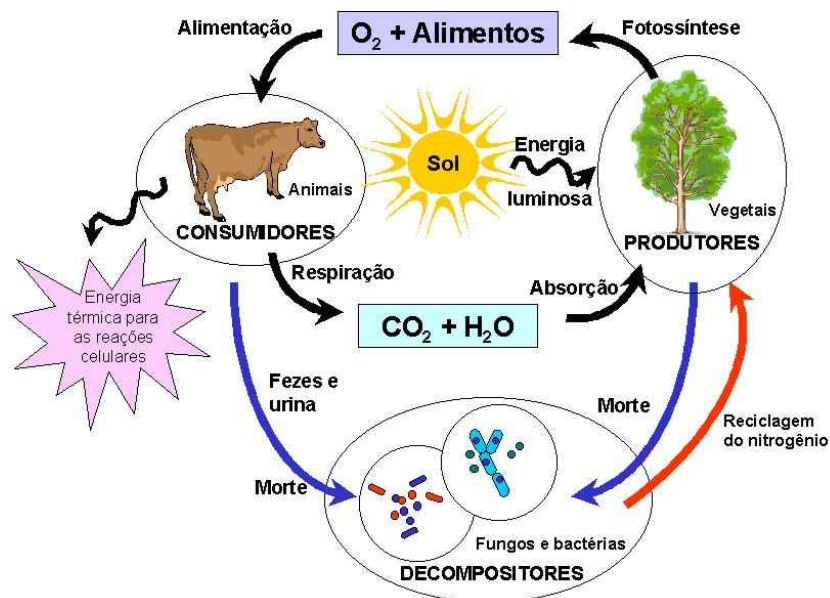 Alimentação
O₂ + Alimentos
Fotossíntese
Sol
Energia
luminosa
Animais
CONSUMIDORES
Vegetais
PRODUTORES
Respiração
Absorção
Energia
térmica para
as reações
celulares
CO₂ + H₂O
Fezes e
urina
Morte
Morte
Reciclagem
do nitrogênio
Fungos e bactérias
DECOMPOSITORES